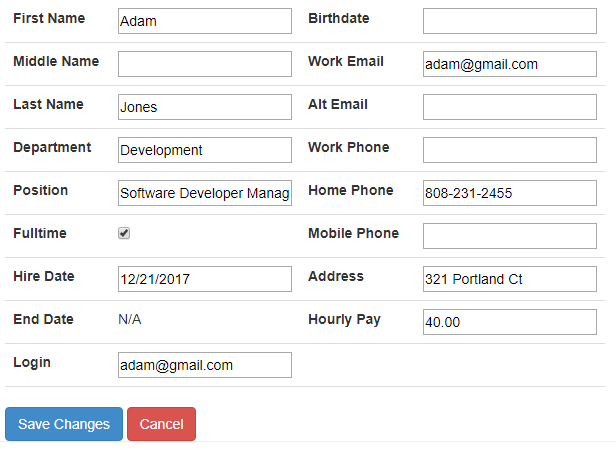 First Name Adam Birthdate
Middle Name Work Email adam@gmail.com
Last Name Jones Alt Email
Department Development Work Phone
Position Software Developer Manag Home Phone 808-231-2455
Fulltime Mobile Phone
Hire Date 12/21/2017 Address 321 Portland Ct
End Date N/A Hourly Pay 40.00
Login adam@gmail.com
Save Changes Cancel